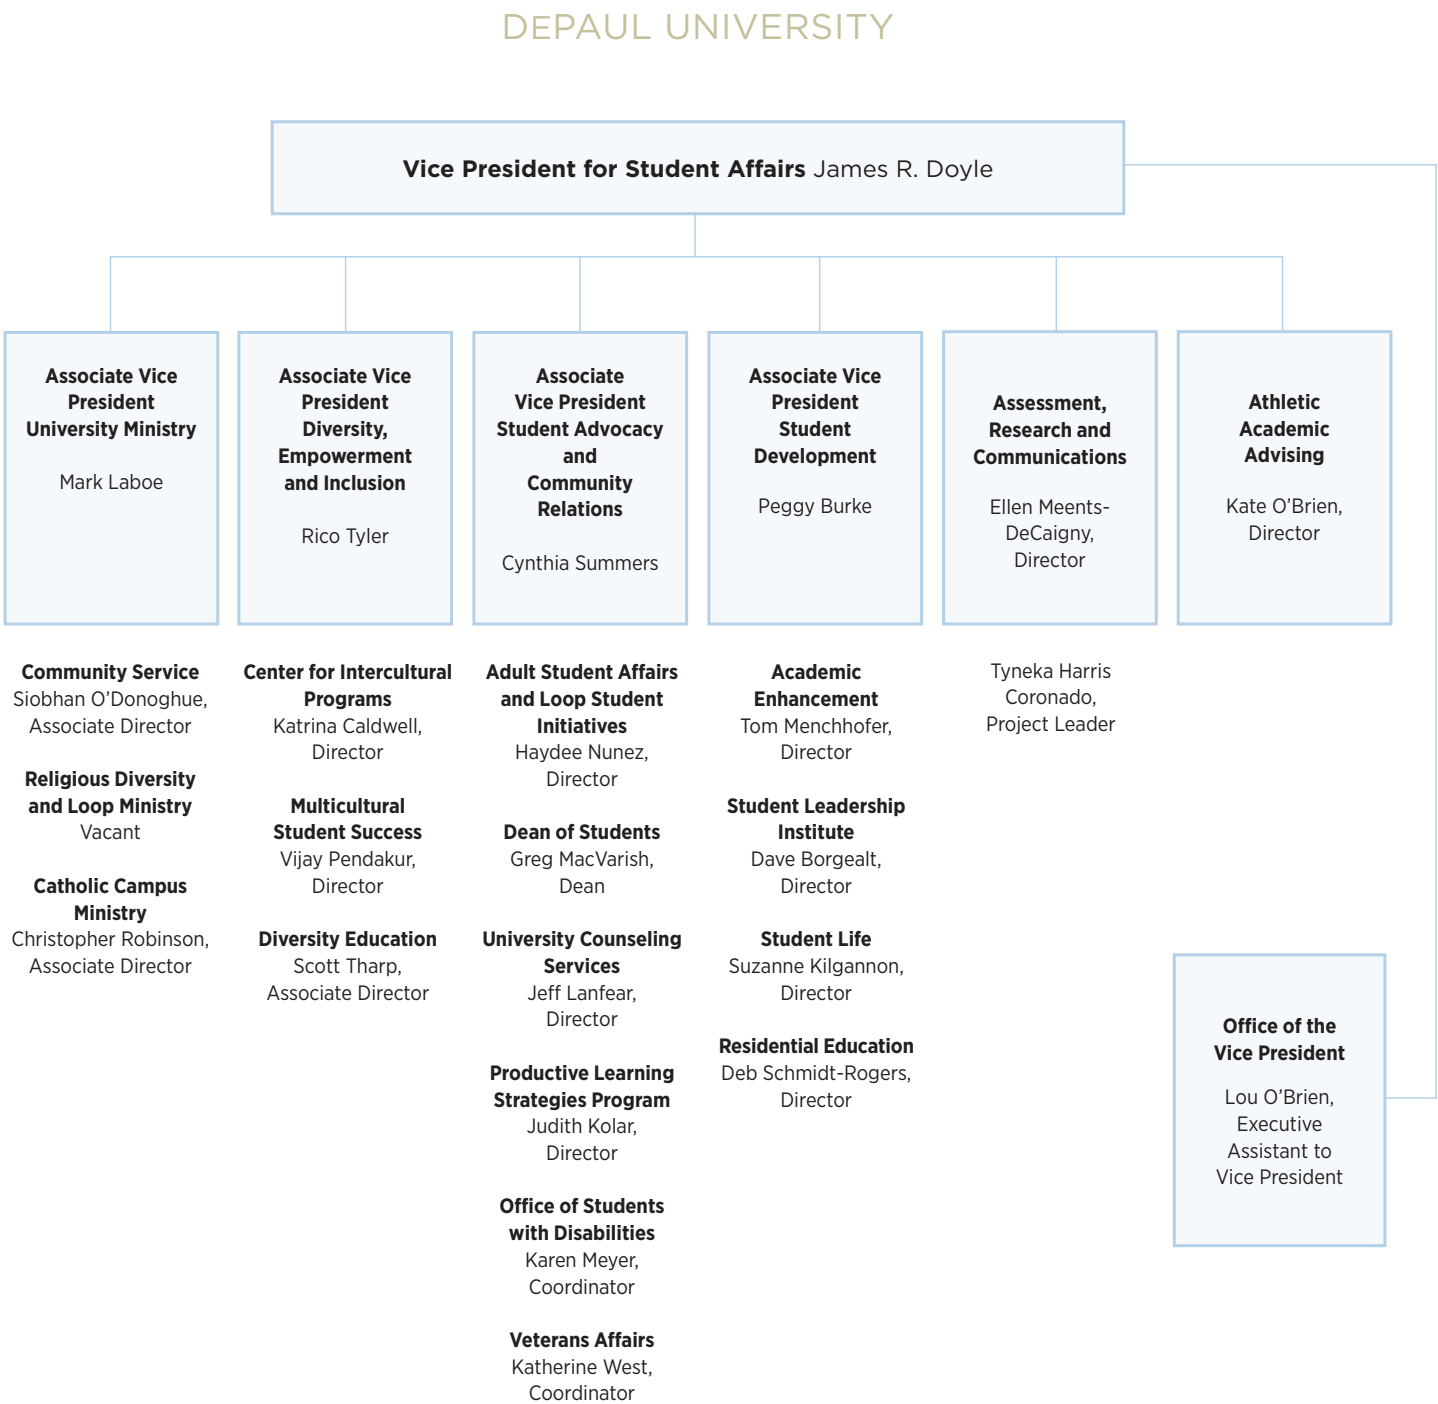 DEPAUL UNIVERSITY
Vice President for Student Affairs James R. Doyle
Associate Vice
President
University Ministry
Mark Laboe
Community Service
Siobhan O’Donoghue,
Associate Director
Religious Diversity
and Loop Ministry
Vacant
Catholic Campus
Ministry
Christopher Robinson,
Associate Director
Associate Vice
President
Diversity,
Empowerment
and Inclusion
Rico Tyler
Center for Intercultural
Programs
Katrina Caldwell,
Director
Multicultural
Student Success
Vijay Pendakur,
Director
Diversity Education
Scott Tharp,
Associate Director
Associate
Vice President
Student Advocacy
and
Community
Relations
Cynthia Summers
Adult Student Affairs
and Loop Student
Initiatives
Haydee Nunez,
Director
Dean of Students
Greg MacVarish,
Dean
University Counseling
Services
Jeff Lanfear,
Director
Productive Learning
Strategies Program
Judith Kolar,
Director
Office of Students
with Disabilities
Karen Meyer,
Coordinator
Veterans Affairs
Katherine West,
Coordinator
Associate Vice
President
Student
Development
Peggy Burke
Academic
Enhancement
Tom Menchhofer,
Director
Student Leadership
Institute
Dave Borgealt,
Director
Student Life
Suzanne Kilgannon,
Director
Residential Education
Deb Schmidt-Rogers,
Director
Assessment,
Research and
Communications
Ellen Meents-
DeCaigny,
Director
Tyneka Harris
Coronado,
Project Leader
Athletic
Academic
Advising
Kate O’Brien,
Director
Office of the
Vice President
Lou O’Brien,
Executive
Assistant to
Vice President